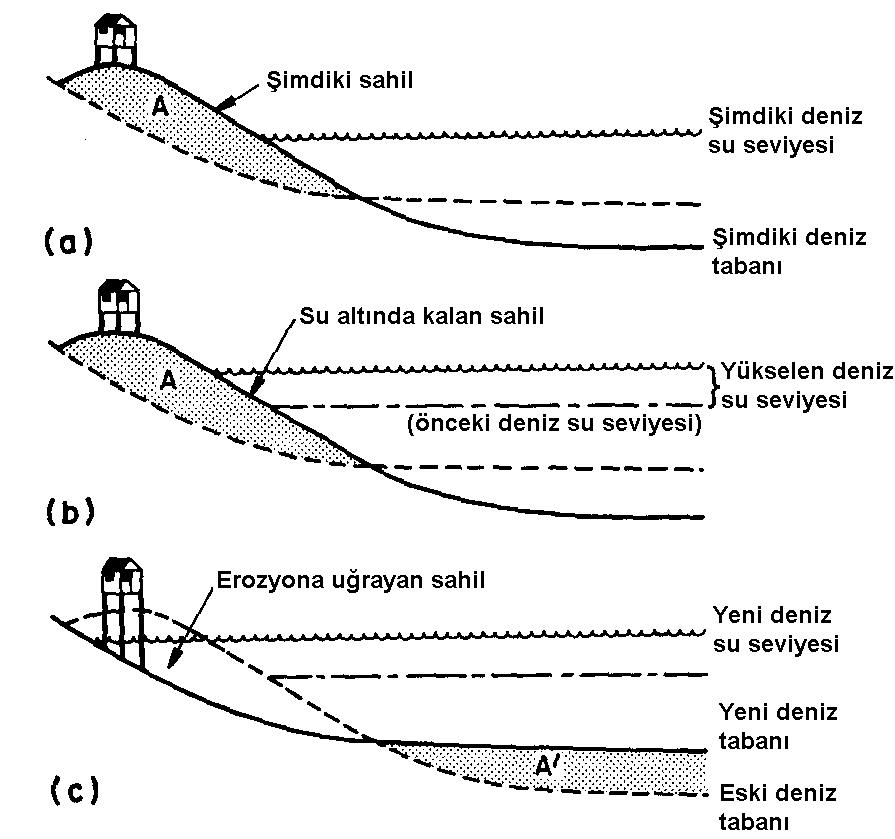 A
Şimdiki sahil
Şimdiki deniz
su seviyesi
(a)
Şimdiki deniz
tabanı
Su altında kalan sahil
A
Yükselen deniz
su seviyesi
(önceki deniz su seviyesi)
(b)
Erozyona uğrayan sahil
Yeni deniz
su seviyesi
Yeni deniz
tabanı
A'
(c)
Eski deniz
tabanı